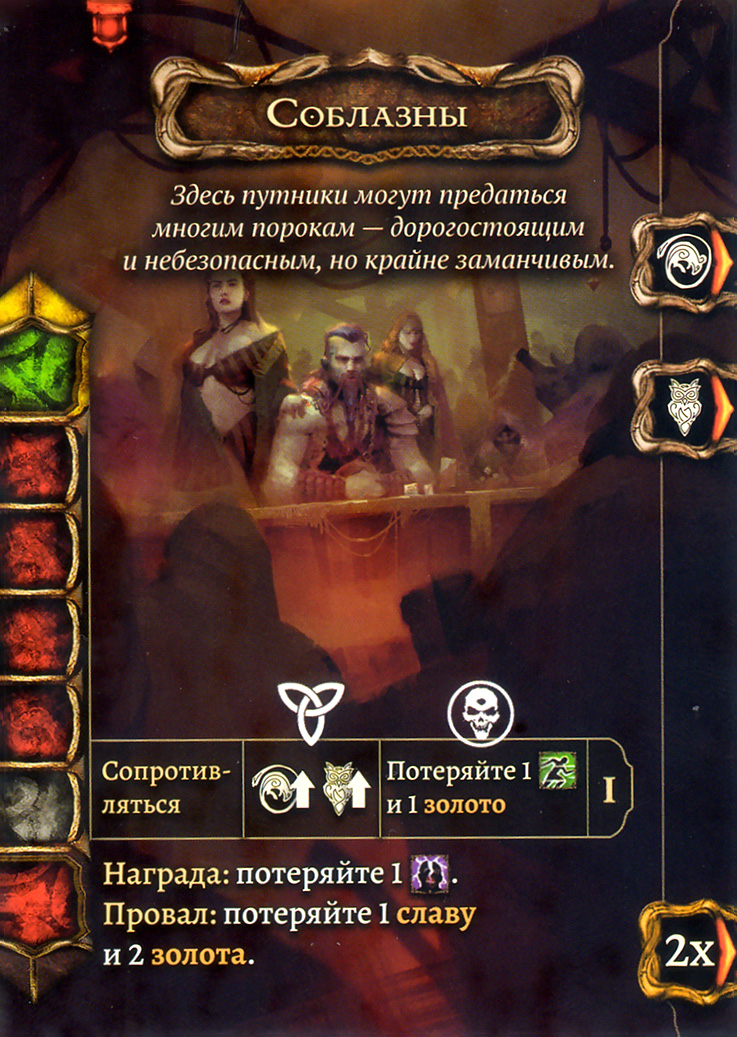 Соблазны
Здесь путники могут предаться
многим порокам — дорогостоящим
и небезопасным, но крайне заманчивым.
Сопротив-
ляться
Потеряйте 1
и 1 золото
I
Награда: потеряйте 1 .
Провал: потеряйте 1 славу
и 2 золота.
2x